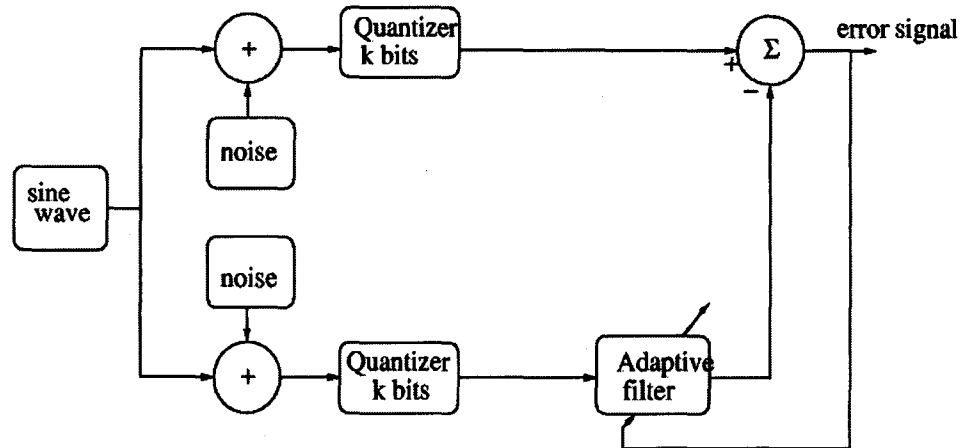 Quantizer
k bits
error signal
+
Σ
+
−
noise
sine
wave
noise
+
Quantizer
k bits
Adaptive
filter